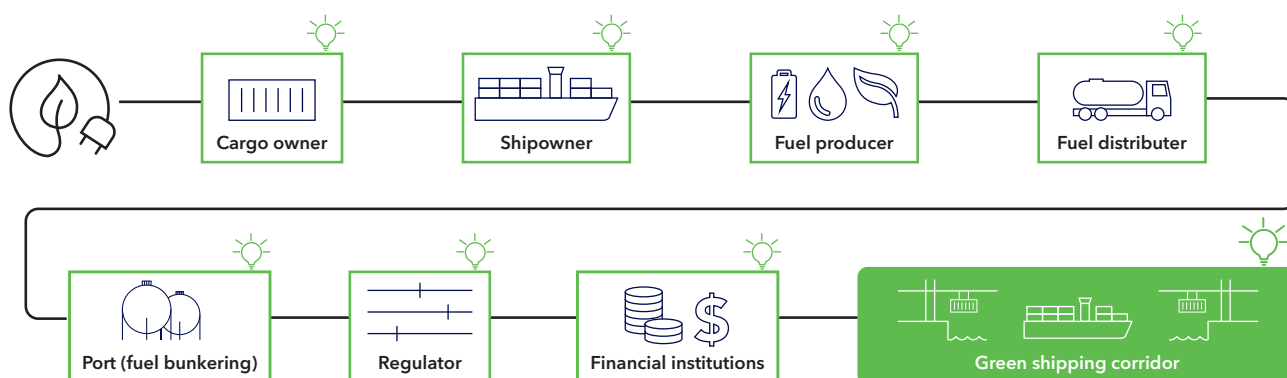 Cargo owner
Shipowner
Fuel producer
Fuel distributer
Port (fuel bunkering)
Regulator
$
Financial institutions
Green shipping corridor